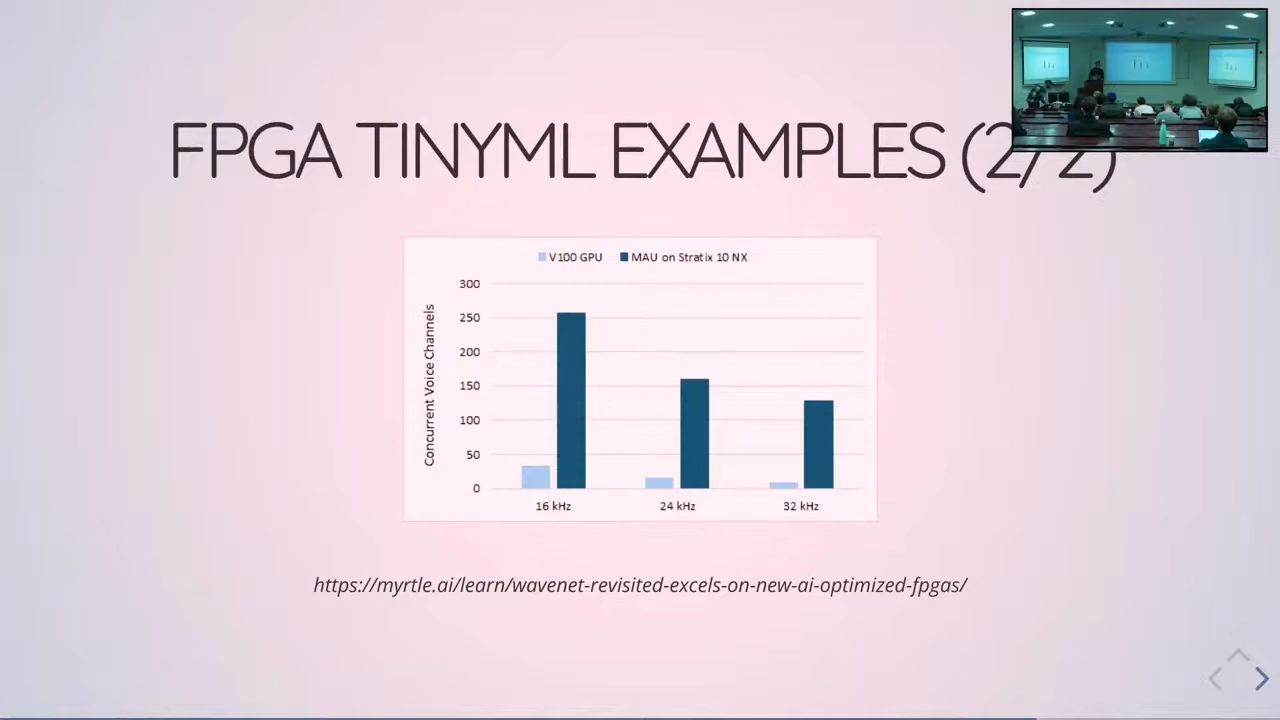 FPGA TINYML EXAMPLES (2/2)
V100 GPU MAU on Stratix 10 NX
Concurrent Voice Channels
300
250
200
150
100
50
0
16 kHz 24 kHz 32 kHz
https://myrtle.ai/learn/wavenet-revisited-excels-on-new-ai-optimized-fpgas/